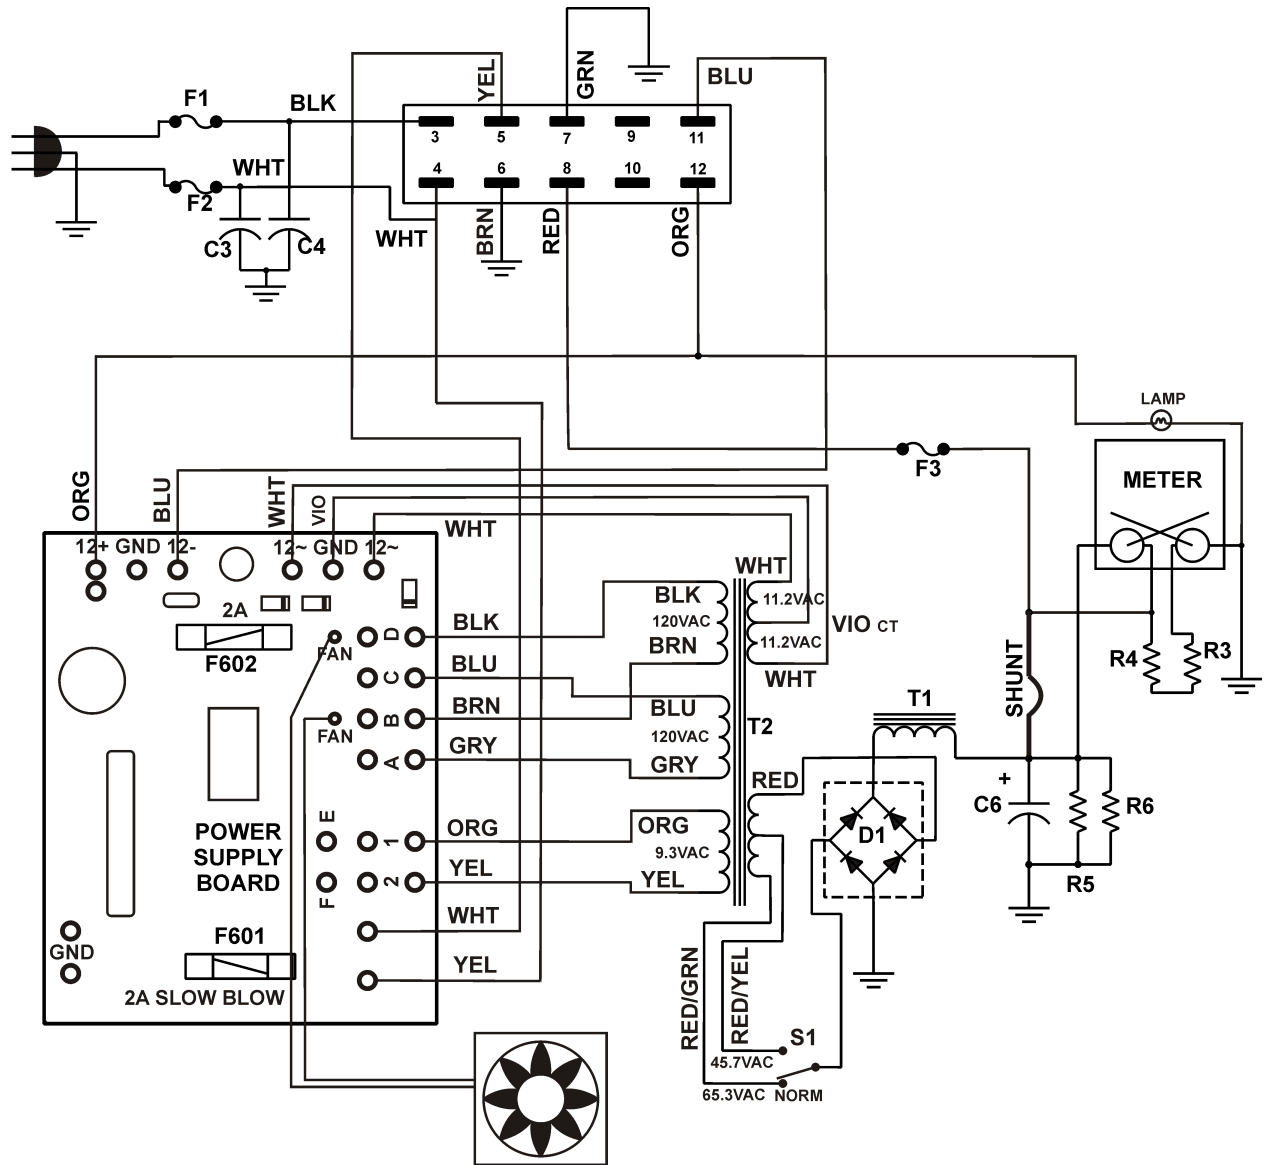 GRN
YEL
BLU
F1
BLK
3 5 7 9 11
4 6 8 10 12
WHT
F2
WHT
C3
C4
BRN
RED
ORG
LAMP
F3
METER
ORG
BLU
WHT
VIO
WHT
12+ GND 12- 12~ GND 12~
2A
F602
FAN
FAN
D
C
B
A
E
1
F
2
BLK
BLU
BRN
GRY
ORG
YEL
WHT
YEL
POWER
SUPPLY
BOARD
GND
F601
2A SLOW BLOW
WHT
BLK
120VAC
BRN
11.2VAC
11.2VAC
VIO CT
WHT
BLU
120VAC
GRY
T2
RED
ORG
9.3VAC
YEL
T1
D1
SHUNT
R4
R3
+
C6
R6
R5
RED/GRN
RED/YEL
S1
45.7VAC
65.3VAC NORM